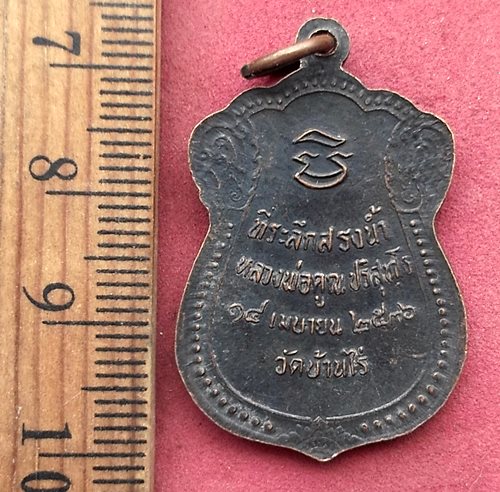 7
8
9
10
ที่ระลึกสรงน้ำ
หลวงพ่อคูณ ปริสุทฺโธ
๑๔ เมษายน ๒๕๓๖
วัดบ้านไร่